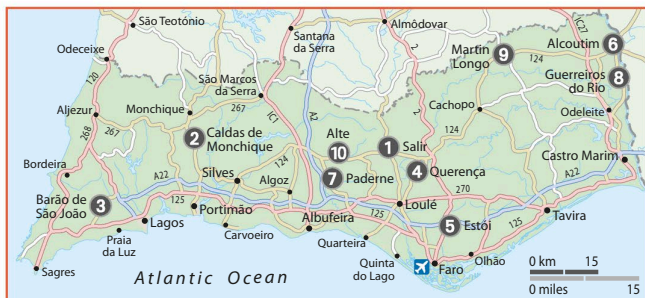 São Teotónio
Santana
da Serra
Almôdovar
2
IC27
Odeceixe
120
Martin
Longo
9
Alcoutim
6
124
Guerreiros
do Rio
8
São Marcos
da Serra
IC1
A2
2
Aljezur
Monchique
267
268
267
Cachopo
Odeleite
2
Caldas de
Monchique
Alte
10
1
Salir
124
124
Castro Marim
Bordeira
A22
Silves
Algoz
7
Paderne
4
Querença
270
A22
Barão de
São João
3
125
Portimão
Loulé
Lagos
Albufeira
125
5
Estói
125
Tavira
Praia
da Luz
Carvoeiro
Quarteira
Quinta
do Lago
Faro
Olhão
Sagres
Atlantic Ocean
0 km 15
0 miles 15